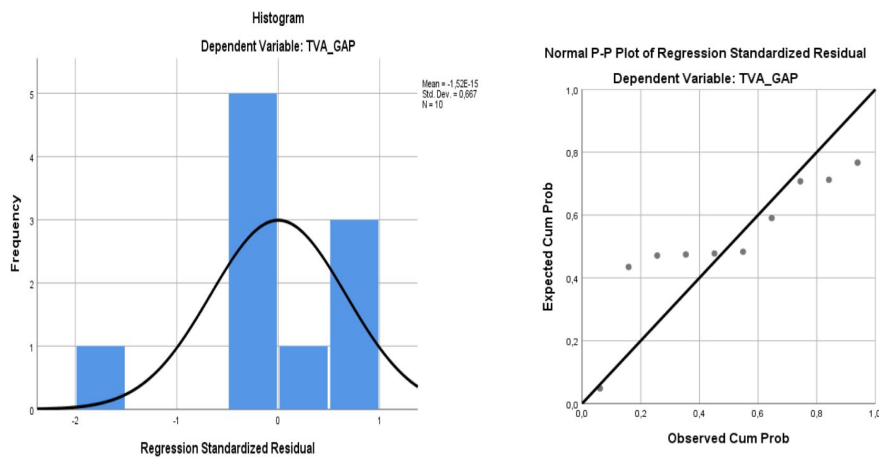 Histogram
Dependent Variable: TVA_GAP
Mean = -1,52E-15
Std. Dev. = 0,667
N = 10
5
4
3
2
1
0
Frequency
-2
-1
0
1
Regression Standardized Residual
Normal P-P Plot of Regression Standardized Residual
Dependent Variable: TVA_GAP
1,0
0,8
0,6
0,4
0,2
0,0
Expected Cum Prob
0,0
0,2
0,4
0,6
0,8
1,0
Observed Cum Prob